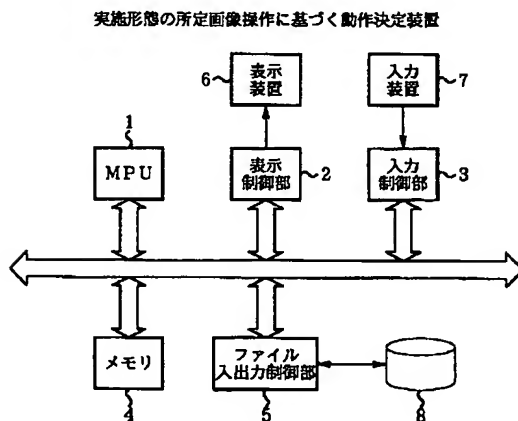 実施形態の所定画像操作に基づく動作決定装置
6
表示
装置
入力
装置
7
1
MPU
表示
制御部
2
入力
制御部
3
メモリ
4
ファイル
入出力制御部
5
8